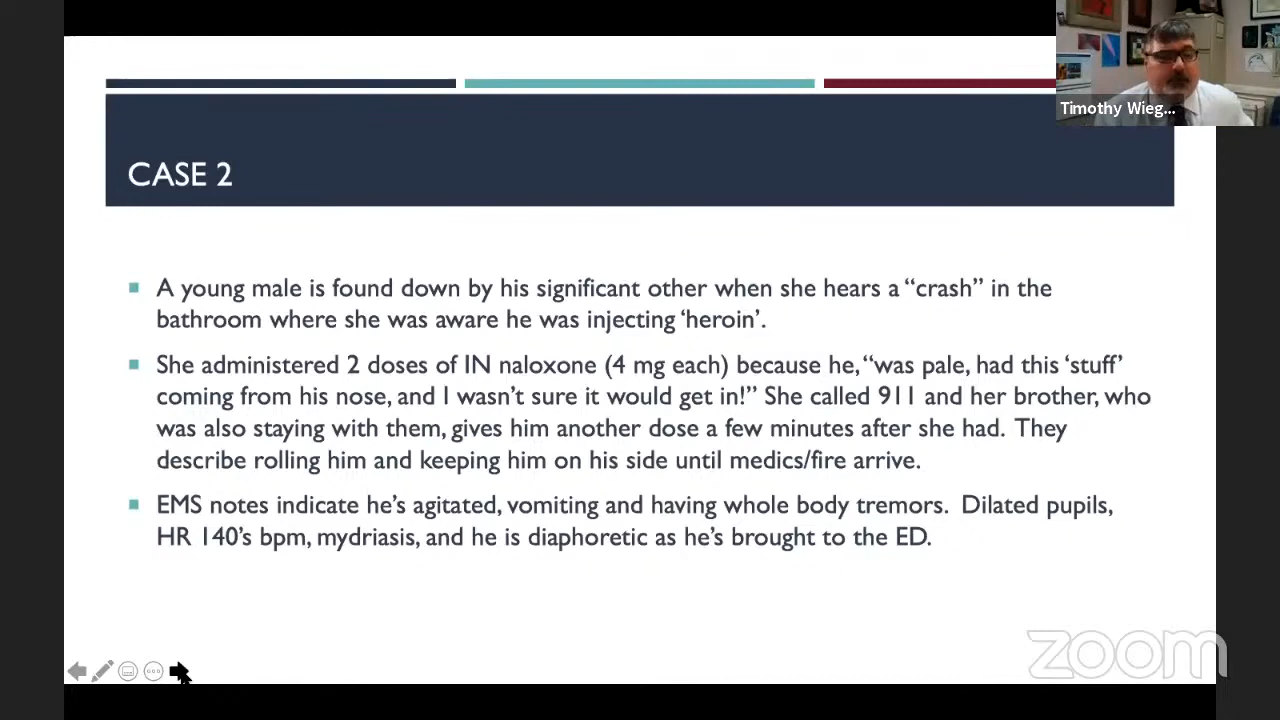 Timothy Wieg...
CASE 2
A young male is found down by his significant other when she hears a “crash” in the
bathroom where she was aware he was injecting ‘heroin’.
She administered 2 doses of IN naloxone (4 mg each) because he, “was pale, had this ‘stuff’
coming from his nose, and I wasn’t sure it would get in!” She called 911 and her brother, who
was also staying with them, gives him another dose a few minutes after she had. They
describe rolling him and keeping him on his side until medics/fire arrive.
EMS notes indicate he’s agitated, vomiting and having whole body tremors. Dilated pupils,
HR 140’s bpm, mydriasis, and he is diaphoretic as he’s brought to the ED.
zoom